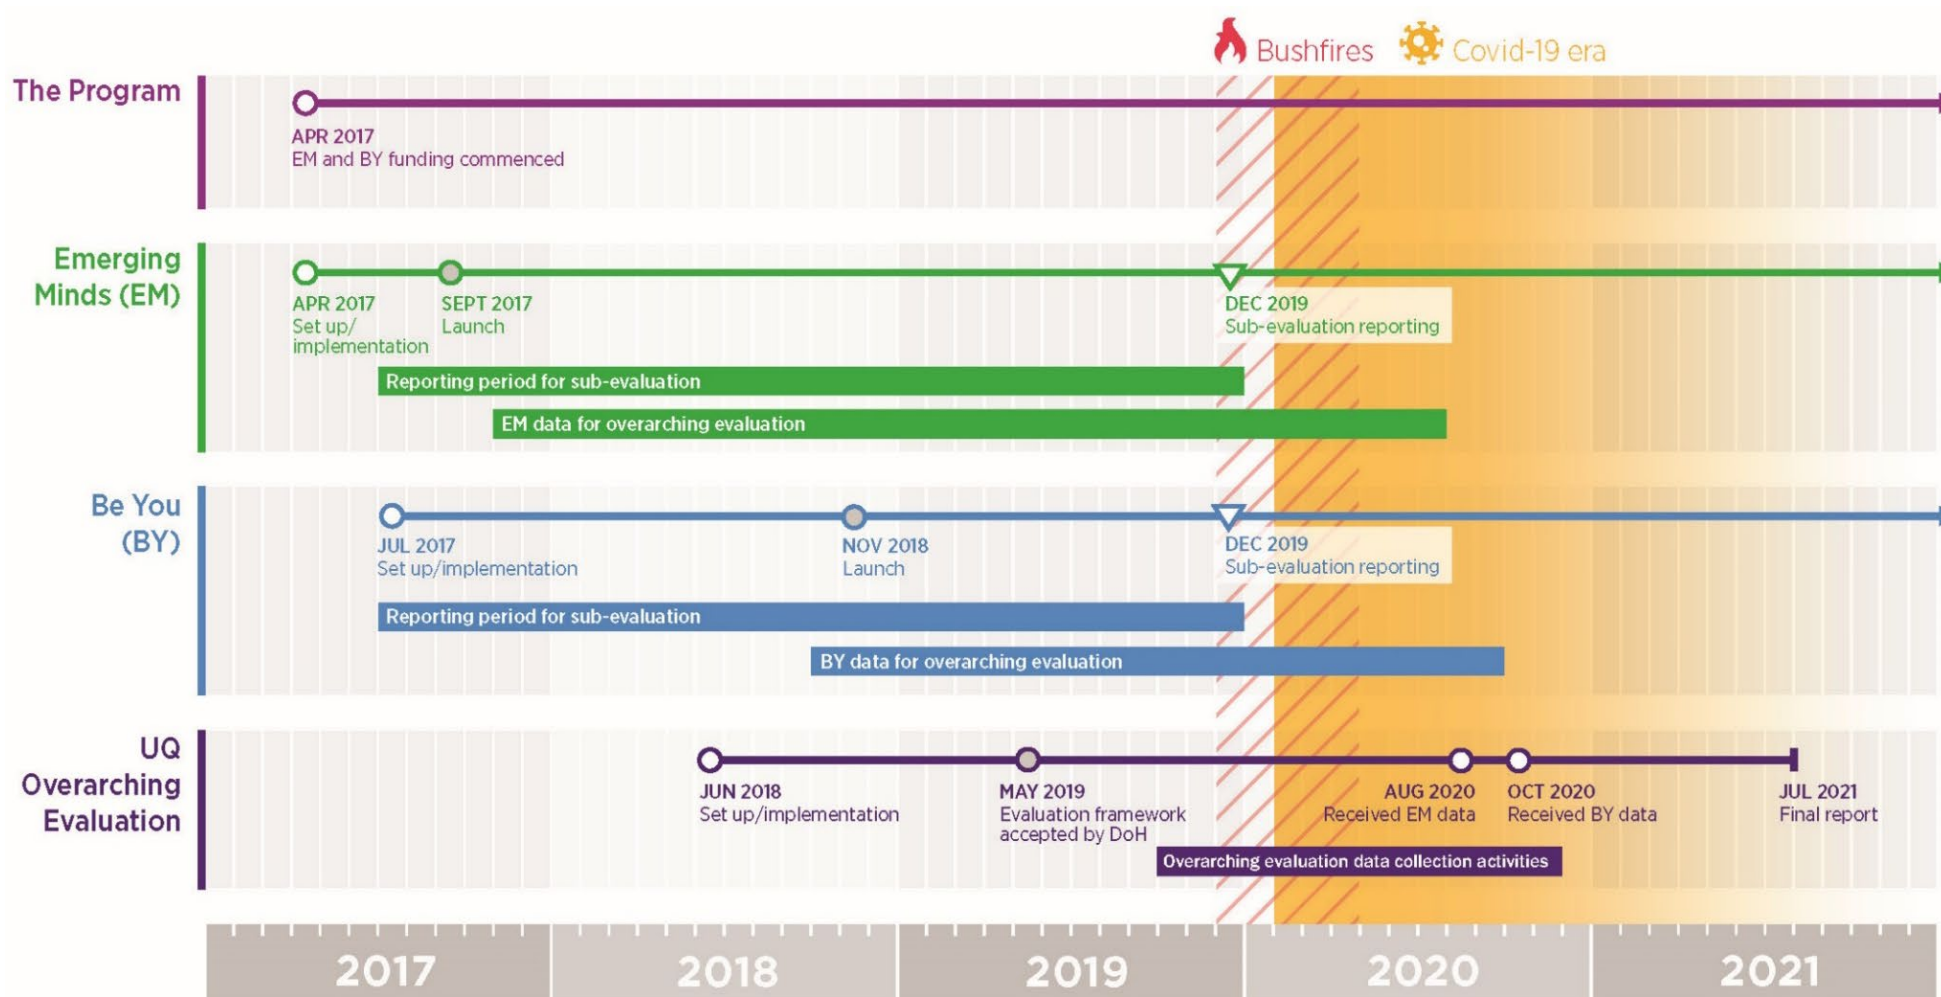 Bushfires
Covid-19 era
The Program
APR 2017
EM and BY funding commenced
Emerging
Minds (EM)
APR 2017
Set up/
implementation
SEPT 2017
Launch
DEC 2019
Sub-evaluation reporting
Reporting period for sub-evaluation
EM data for overarching evaluation
Be You
(BY)
JUL 2017
Set up/implementation
NOV 2018
Launch
DEC 2019
Sub-evaluation reporting
Reporting period for sub-evaluation
BY data for overarching evaluation
UQ
Overarching
Evaluation
JUN 2018
Set up/implementation
MAY 2019
Evaluation framework
accepted by DoH
AUG 2020
Received EM data
OCT 2020
Received BY data
JUL 2021
Final report
Overarching evaluation data collection activities
2017
2018
2019
2020
2021